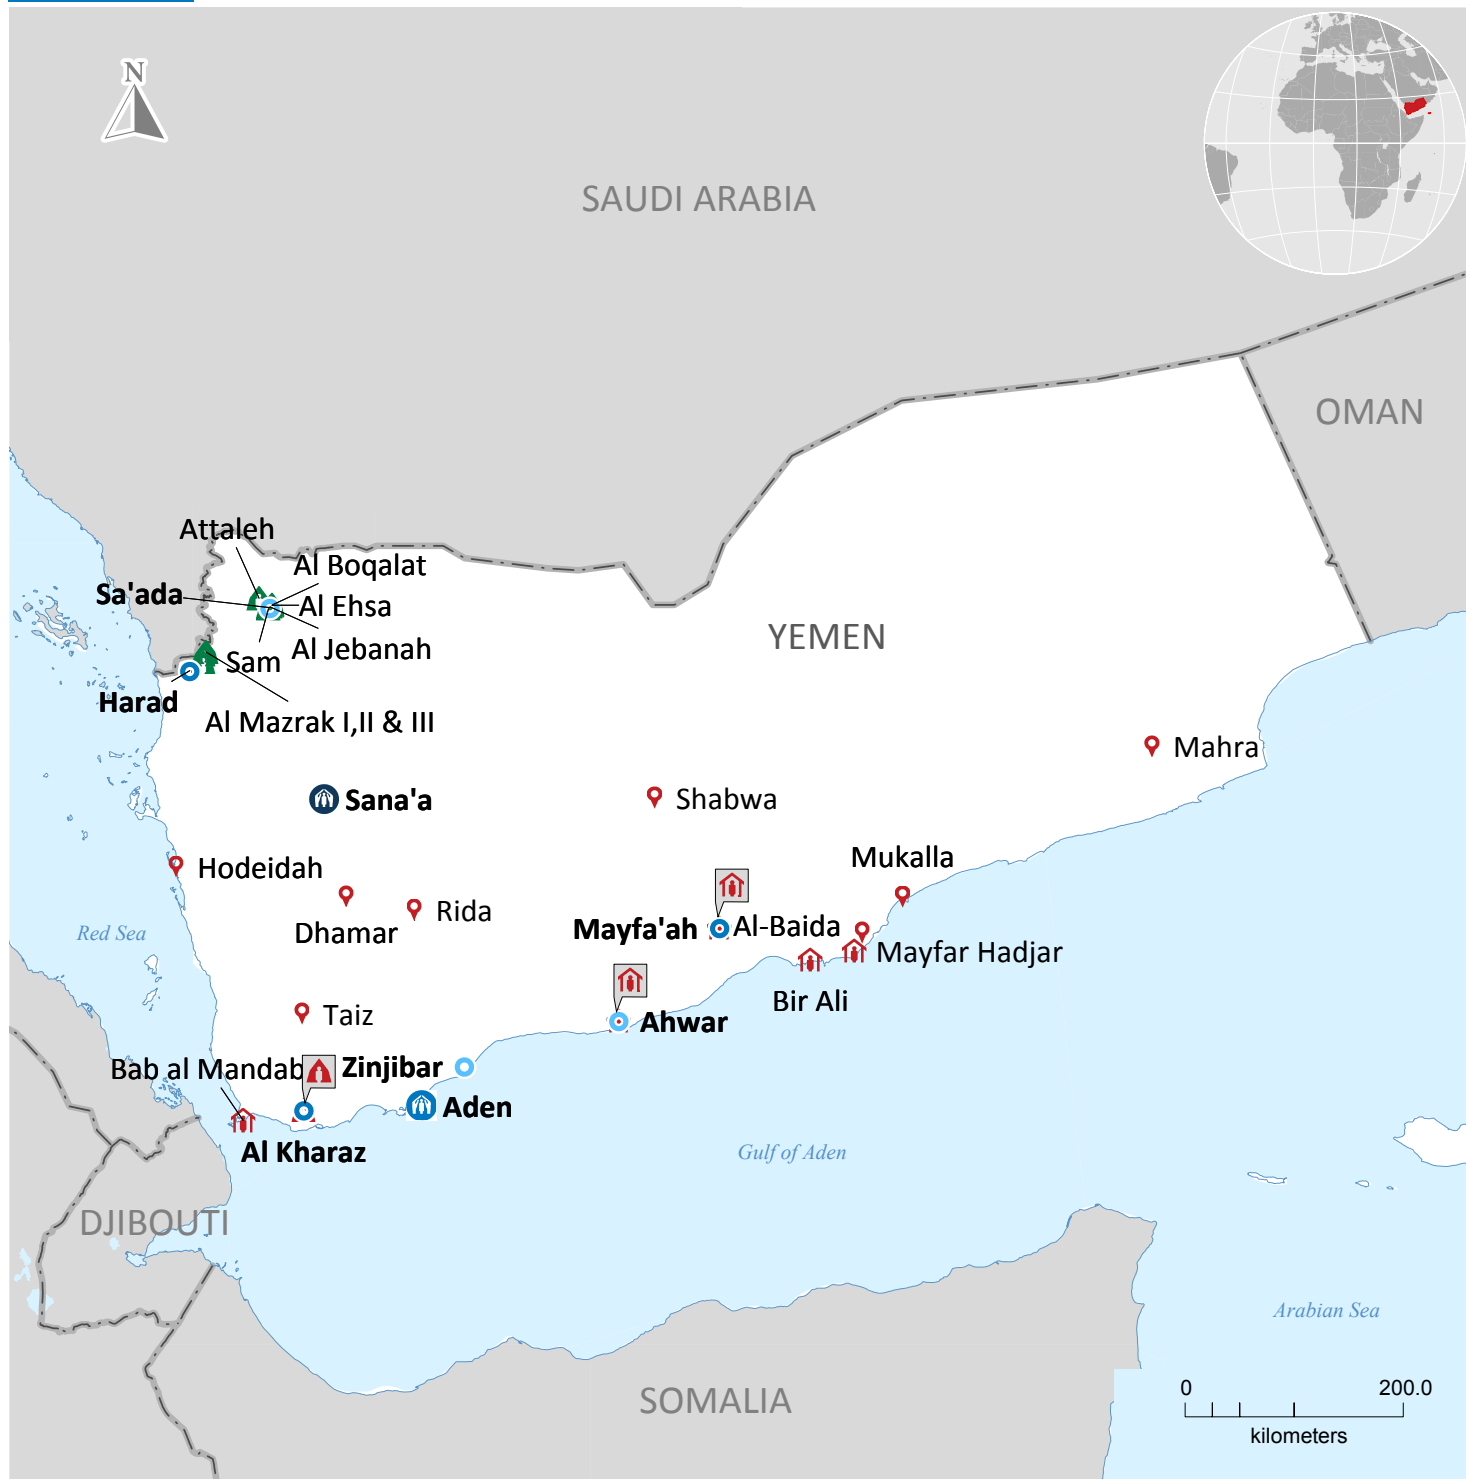 N
SAUDI ARABIA
OMAN
Attaleh
Al Boqalat
Sa'ada
Al Ehsa
Al Jebanah
Sam
YEMEN
Harad
Al Mazrak I,II & III
Mahra
Sana'a
Shabwa
Hodeidah
Mukalla
Dhamar
Rida
Red Sea
Mayfa'ah
Al-Baida
Mayfar Hadjar
Bir Ali
Taiz
Ahwar
Bab al Mandab
Zinjibar
Aden
Al Kharaz
Gulf of Aden
DJIBOUTI
Arabian Sea
SOMALIA
0 200.0
kilometers